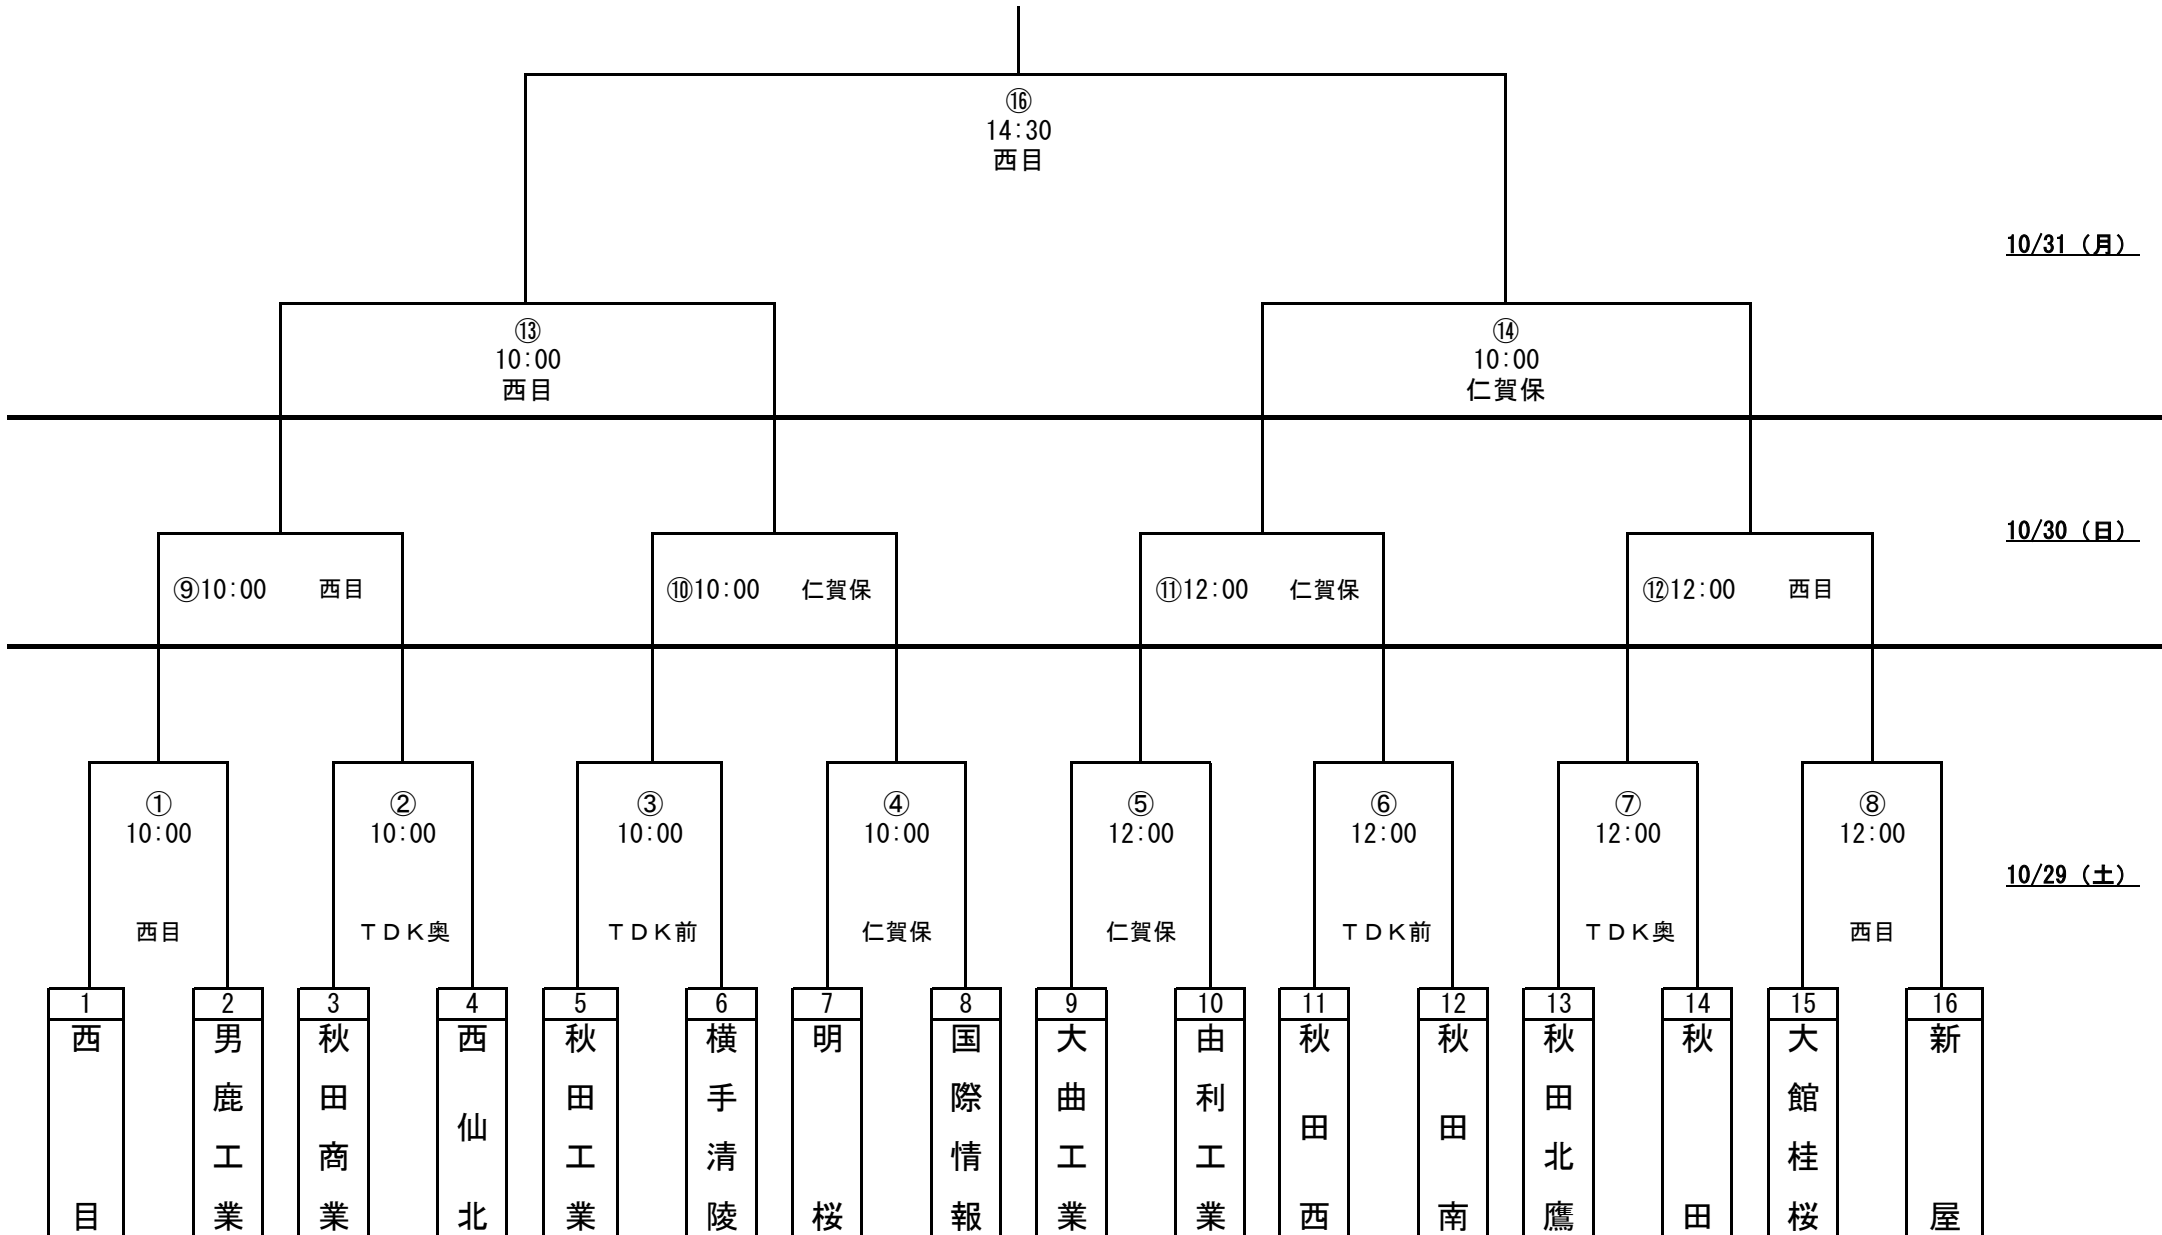 ⑯
14:30
西目
10/31（月）
⑬
10:00
西目
⑭
10:00
仁賀保
10/30（日）
⑨10:00　西目
⑩10:00　仁賀保
⑪12:00　仁賀保
⑫12:00　西目
①
10:00
西目
②
10:00
ＴＤＫ奥
③
10:00
ＴＤＫ前
④
10:00
仁賀保
⑤
12:00
仁賀保
⑥
12:00
ＴＤＫ前
⑦
12:00
ＴＤＫ奥
⑧
12:00
西目
10/29（土）
1
西目
2
男鹿工業
3
秋田商業
4
西仙北
5
秋田工業
6
横手清陵
7
明桜
8
国際情報
9
大曲工業
10
由利工業
11
秋田西
12
秋田南
13
秋田北鷹
14
秋田
15
大館桂桜
16
新屋